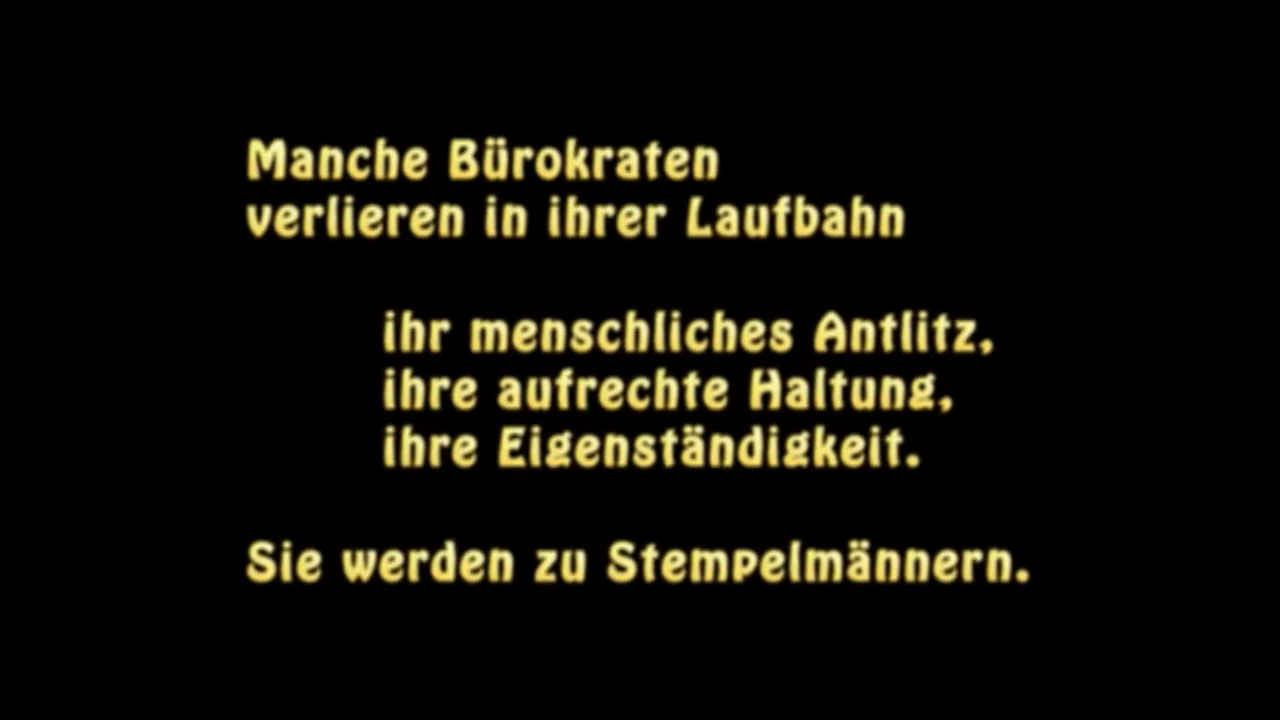 Manche Bürokraten
verlieren in ihrer Laufbahn
ihr menschliches Antlitz,
ihre aufrechte Haltung,
ihre Eigenständigkeit.
Sie werden zu Stempelmännern.